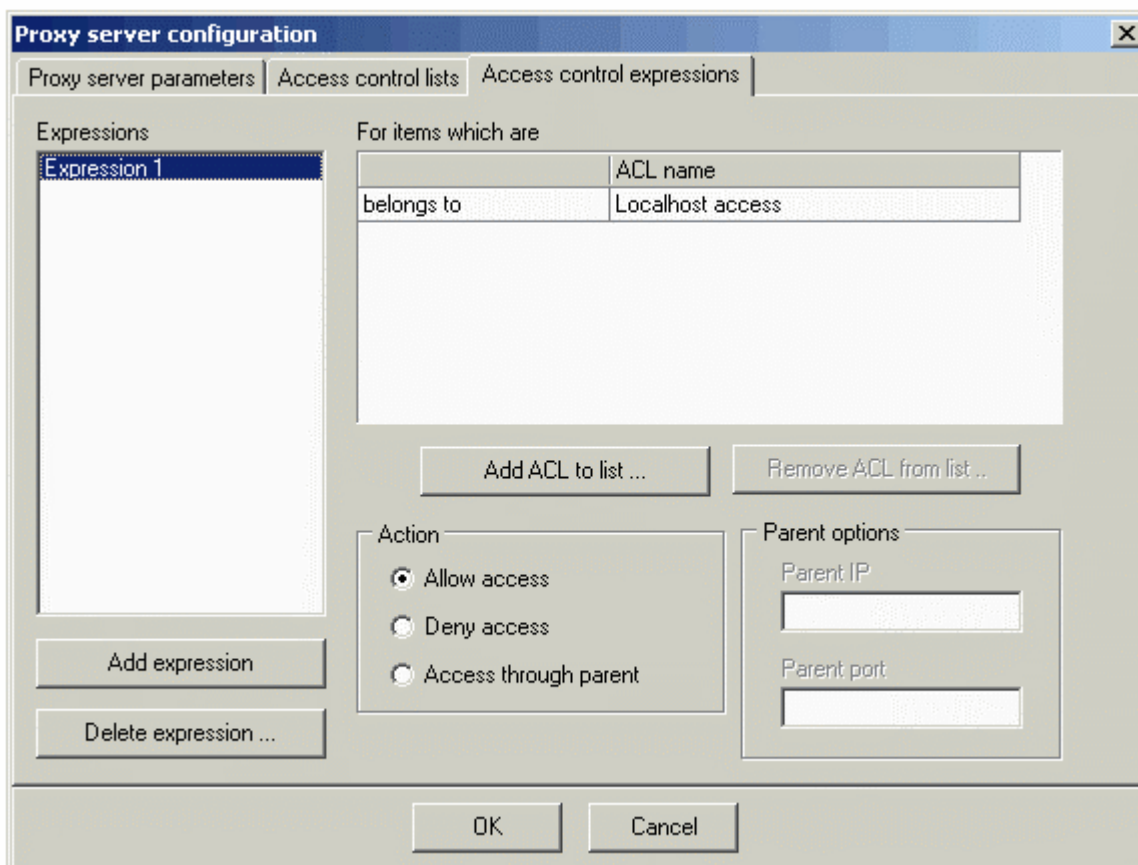 Proxy server configuration
Proxy server parameters
Access control lists
Access control expressions
Expressions
Expression 1
Add expression
Delete expression ...
For items which are
ACL name
belongs to
Localhost access
Add ACL to list ...
Remove ACL from list ..
Action
Allow access
Deny access
Access through parent
Parent options
Parent IP
Parent port
OK
Cancel